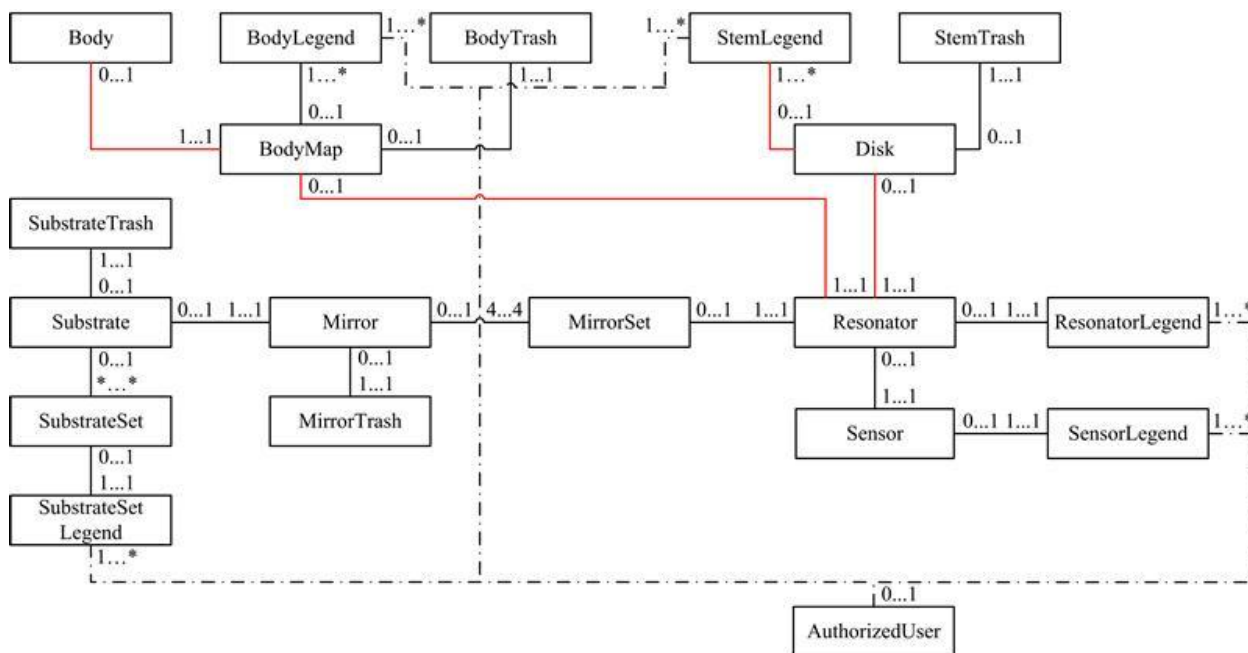 Body
BodyLegend
1...*
BodyTrash
1...*
StemLegend
StemTrash
0...1
1...*
1...1
1...*
1...1
0...1
0...1
1...1
BodyMap
0...1
Disk
0...1
0...1
0...1
SubstrateTrash
1...1
0...1
1...1
1...1
Substrate
0...1
1...1
Mirror
0...1
4...4
MirrorSet
0...1
1...1
Resonator
0...1
1...1
ResonatorLegend
1...*
0...1
0...1
0...1
*...*
1...1
1...1
SubstrateSet
MirrorTrash
Sensor
0...1
1...1
SensorLegend
1...*
0...1
1...1
SubstrateSet
Legend
1...*
0...1
AuthorizedUser